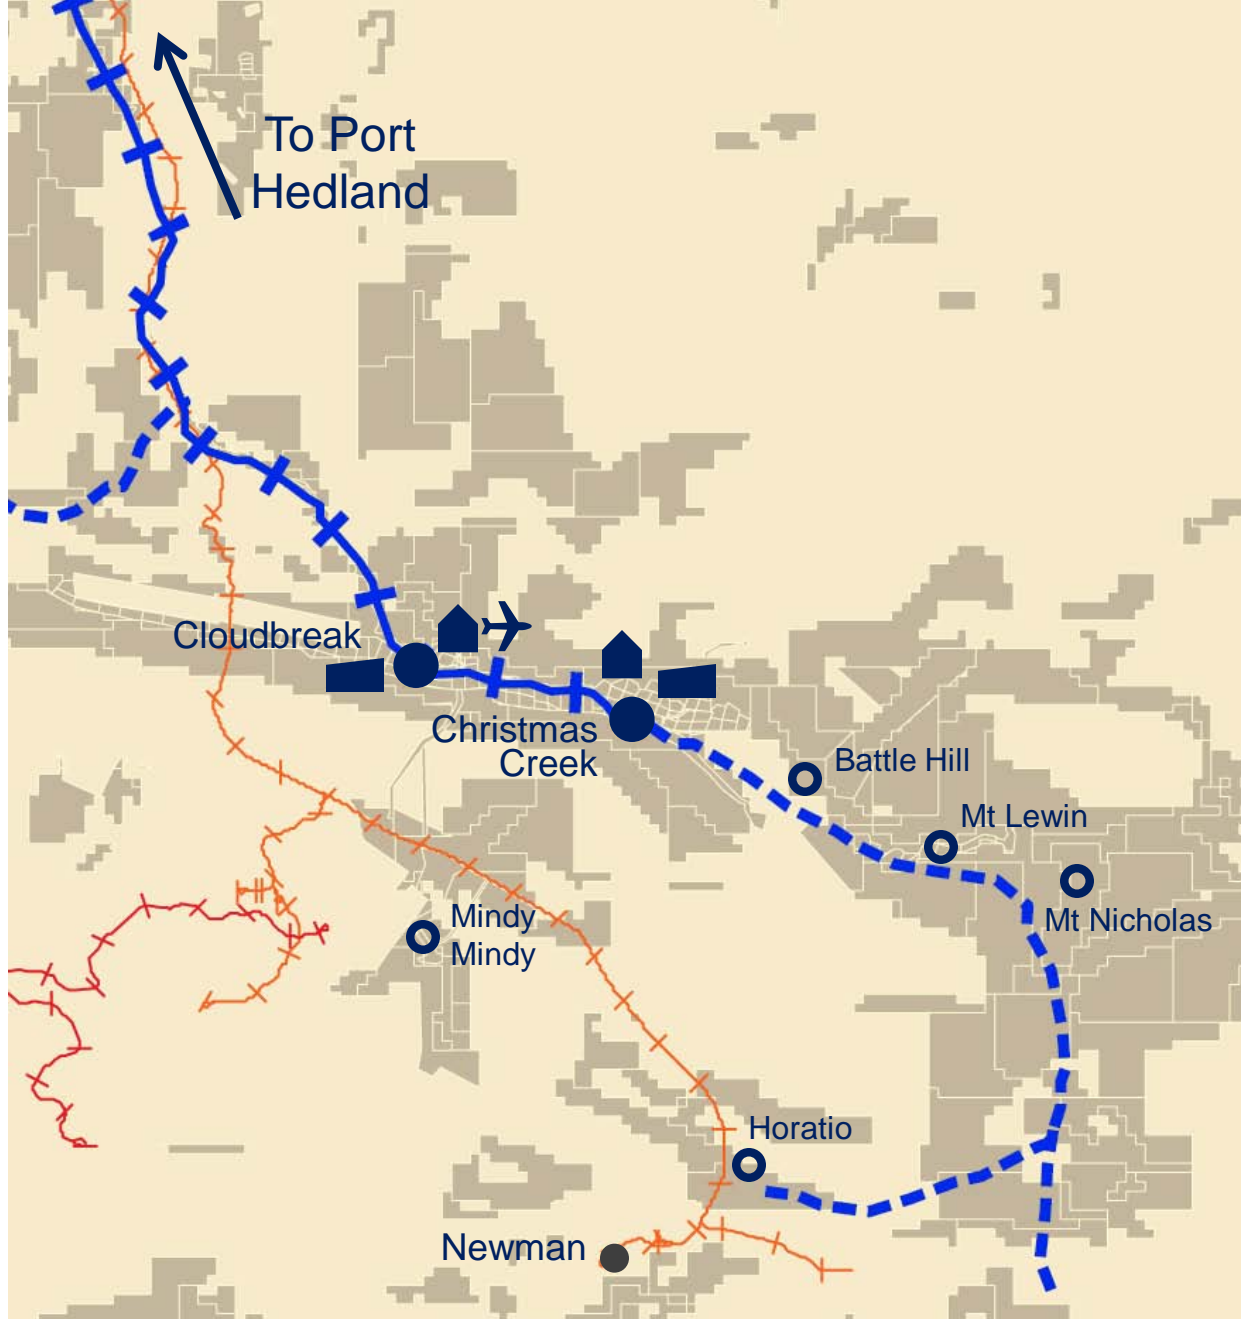 To Port
Hedland
Cloudbreak
Christmas
Creek
Battle Hill
Mt Lewin
Mt Nicholas
Mindy
Mindy
Horatio
Newman